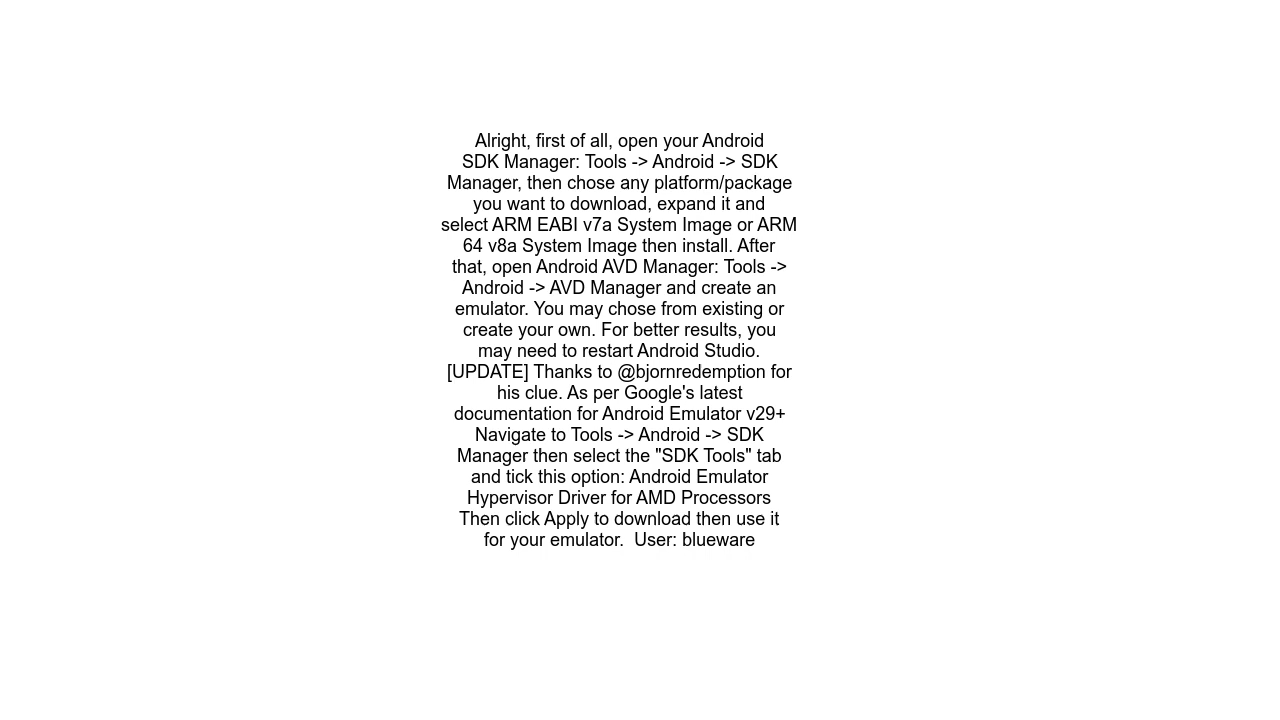 Alright, first of all, open your Android
SDK Manager: Tools -> Android -> SDK
Manager, then chose any platform/package
you want to download, expand it and
select ARM EABI v7a System Image or ARM
64 v8a System Image then install. After
that, open Android AVD Manager: Tools ->
Android -> AVD Manager and create an
emulator. You may chose from existing or
create your own. For better results, you
may need to restart Android Studio.
[UPDATE] Thanks to @bjornredemption for
his clue. As per Google's latest
documentation for Android Emulator v29+
Navigate to Tools -> Android -> SDK
Manager then select the "SDK Tools" tab
and tick this option: Android Emulator
Hypervisor Driver for AMD Processors
Then click Apply to download then use it
for your emulator.  User: blueware